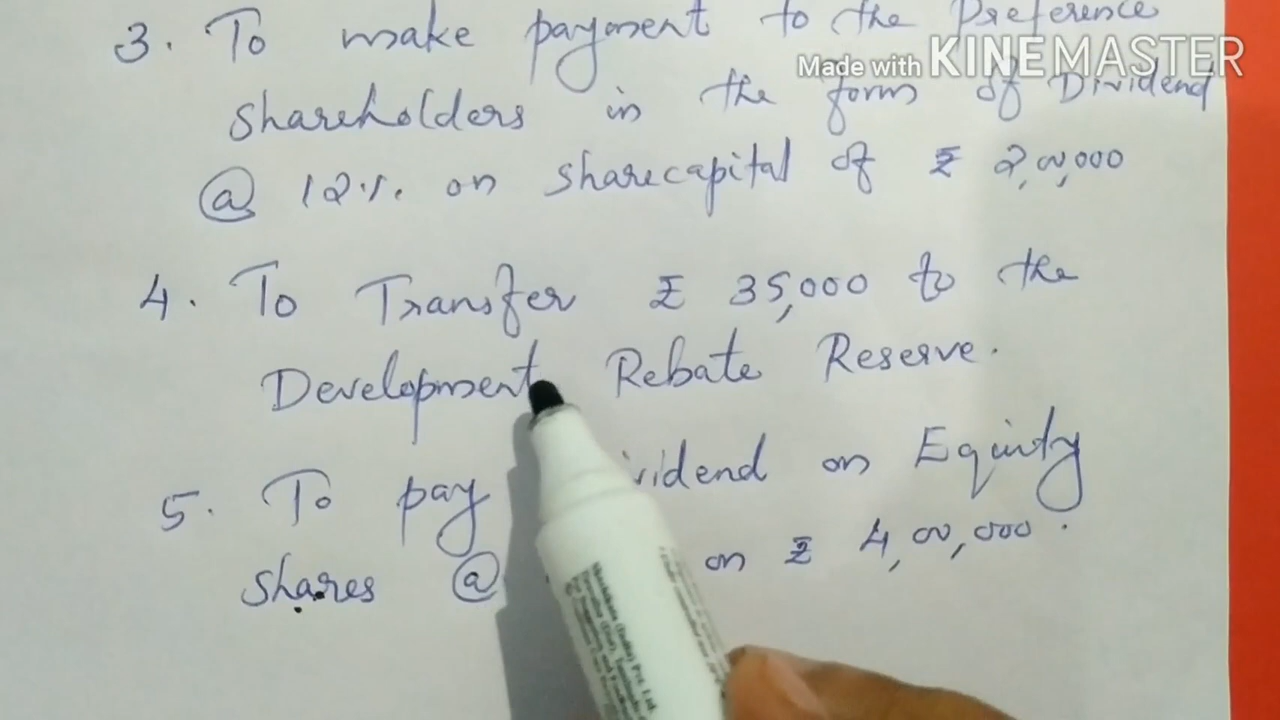 3. To make payment to the Preference
Made with KINEMASTER
shareholders in the form of Dividend
@ 12% on sharecapital of ₹ 2,00,000
4. To Transfer ₹ 35,000 to the
Development Rebate Reserve.
5. To pay vidend on Equity
shares @ on ₹ 4,00,000.